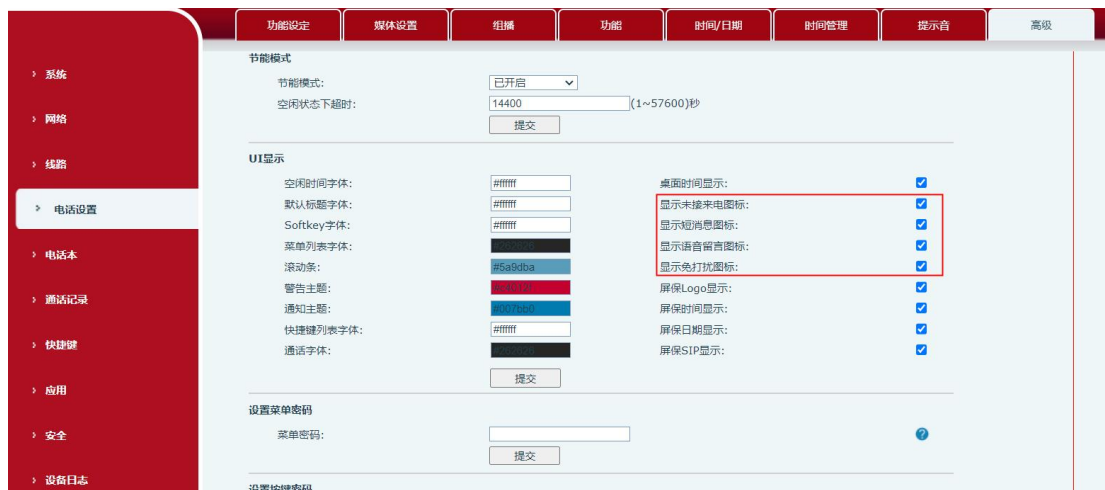 功能设定 媒体设置 组播 功能 时间/日期 时间管理 提示音 高级
› 系统
› 网络
› 线路
› 电话设置
› 电话本
› 通话记录
› 快捷键
› 应用
› 安全
› 设备日志
节能模式
节能模式: 已开启
空闲状态下超时: 14400 (1~57600)秒
提交
UI显示
空闲时间字体: #ffffff 桌面时间显示:
默认标题字体: #ffffff 显示未接来电图标:
Softkey字体: #ffffff 显示短消息图标:
菜单列表字体: #262626 显示语音留言图标:
滚动条: #5a9dba 显示免打扰图标:
警告主题: 屏保Logo显示:
通知主题: #007bb0 屏保时间显示:
快捷键列表字体: #ffffff 屏保日期显示:
通话字体: #262626 屏保SIP显示:
提交
设置菜单密码
菜单密码: ?
提交
设置按键密码